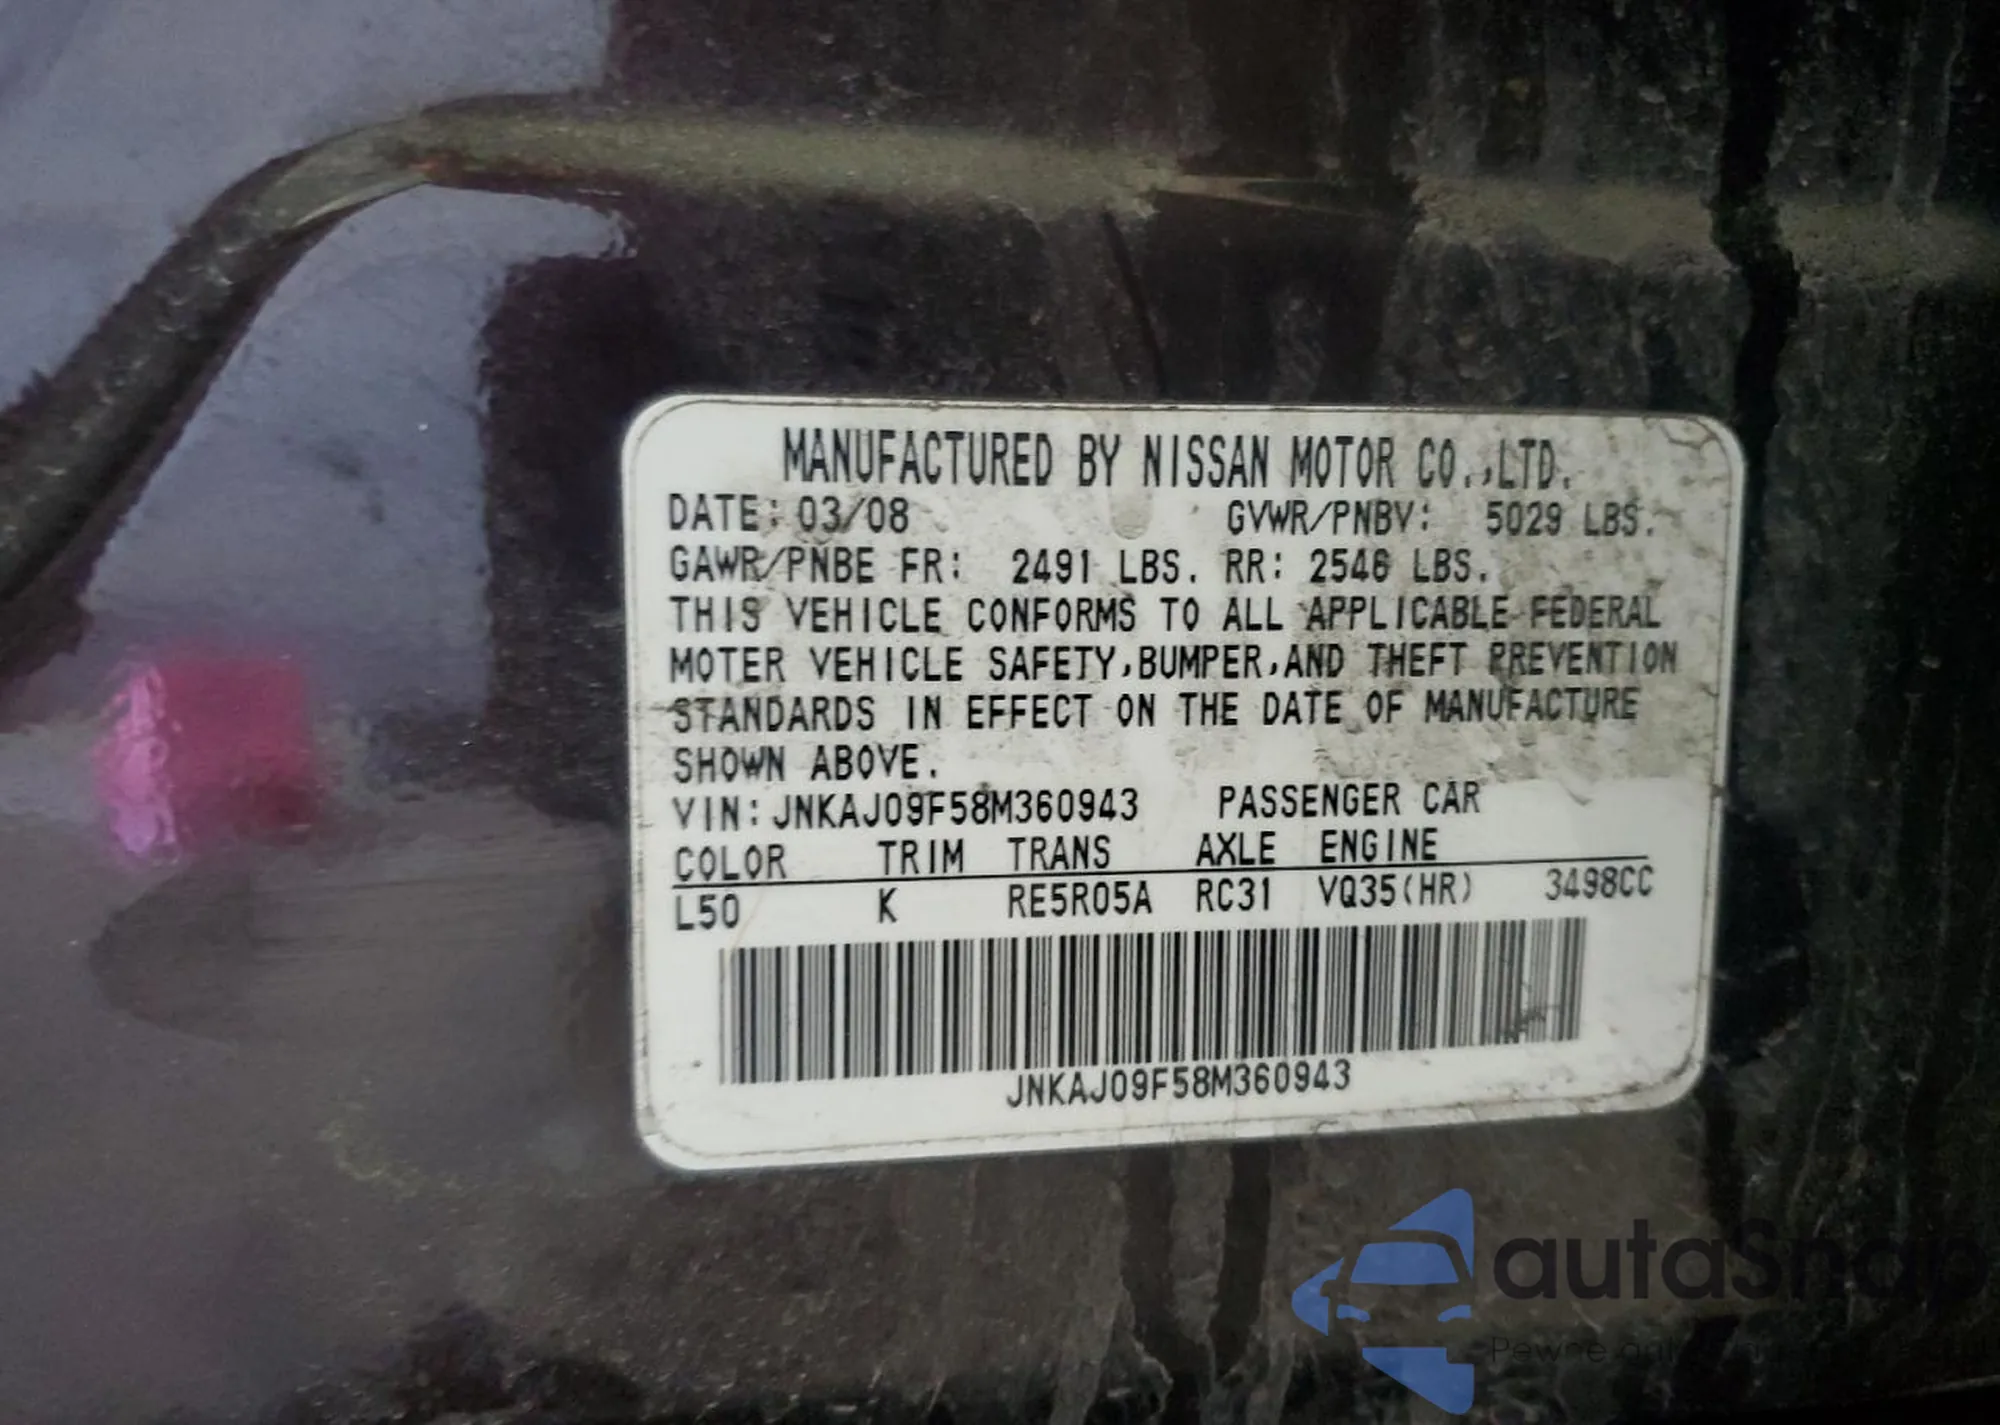 MANUFACTURED BY NISSAN MOTOR CO.,LTD.
DATE: 03/08 GVWR/PNBV: 5029 LBS.
GAWR/PNBE FR: 2491 LBS. RR: 2546 LBS.
THIS VEHICLE CONFORMS TO ALL APPLICABLE FEDERAL
MOTER VEHICLE SAFETY,BUMPER,AND THEFT PREVENTION
STANDARDS IN EFFECT ON THE DATE OF MANUFACTURE
SHOWN ABOVE.
VIN:JNKAJ09F58M360943 PASSENGER CAR
COLOR TRIM TRANS AXLE ENGINE
L50 K RE5R05A RC31 VQ35(HR) 3498CC
JNKAJ09F58M360943
autaSnap
Pewne